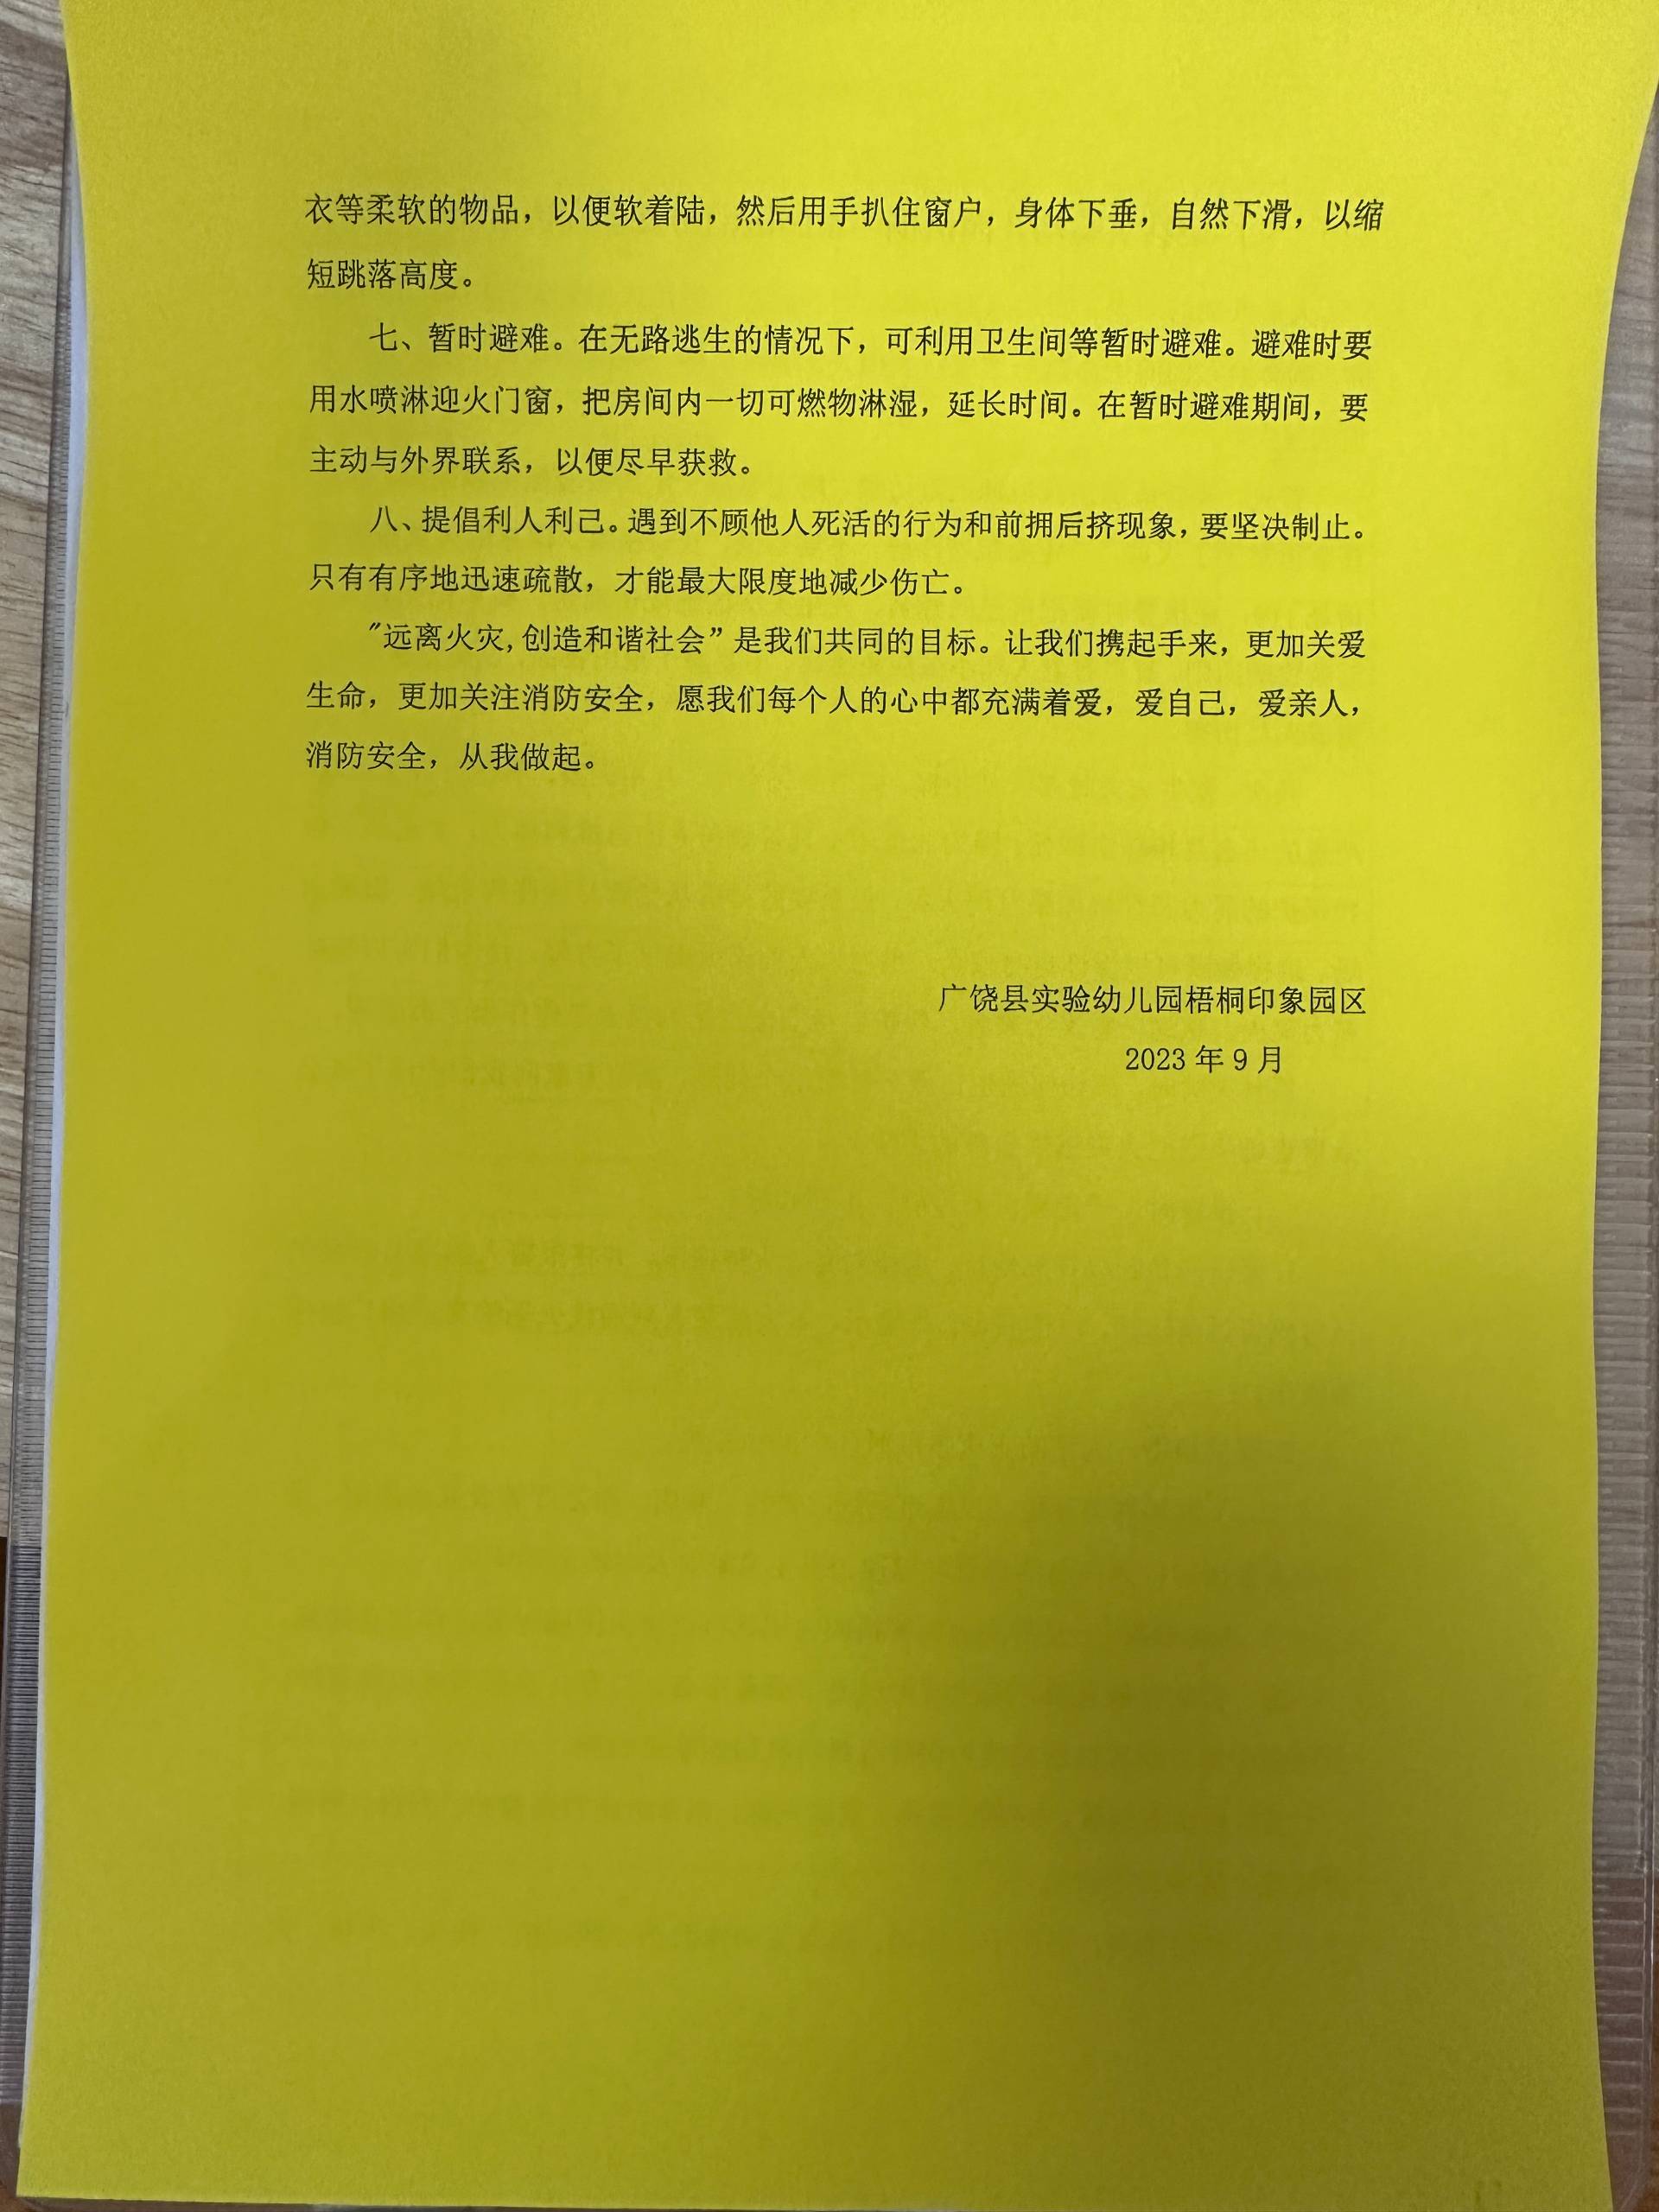 衣等柔软的物品，以便软着陆，然后用手扒住窗户，身体下垂，自然下滑，以缩
短跳落高度。
七、暂时避难。在无路逃生的情况下，可利用卫生间等暂时避难。避难时要
用水喷淋迎火门窗，把房间内一切可燃物淋湿，延长时间。在暂时避难期间，要
主动与外界联系，以便尽早获救。
八、提倡利人利己。遇到不顾他人死活的行为和前拥后挤现象，要坚决制止。
只有有序地迅速疏散，才能最大限度地减少伤亡。
"远离火灾,创造和谐社会”是我们共同的目标。让我们携起手来，更加关爱
生命，更加关注消防安全，愿我们每个人的心中都充满着爱，爱自己，爱亲人，
消防安全，从我做起。
广饶县实验幼儿园梧桐印象园区
2023 年 9 月